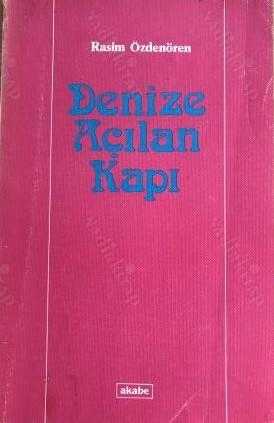 Rasim Özdenören
Denize
Açılan
Kapı
akabe